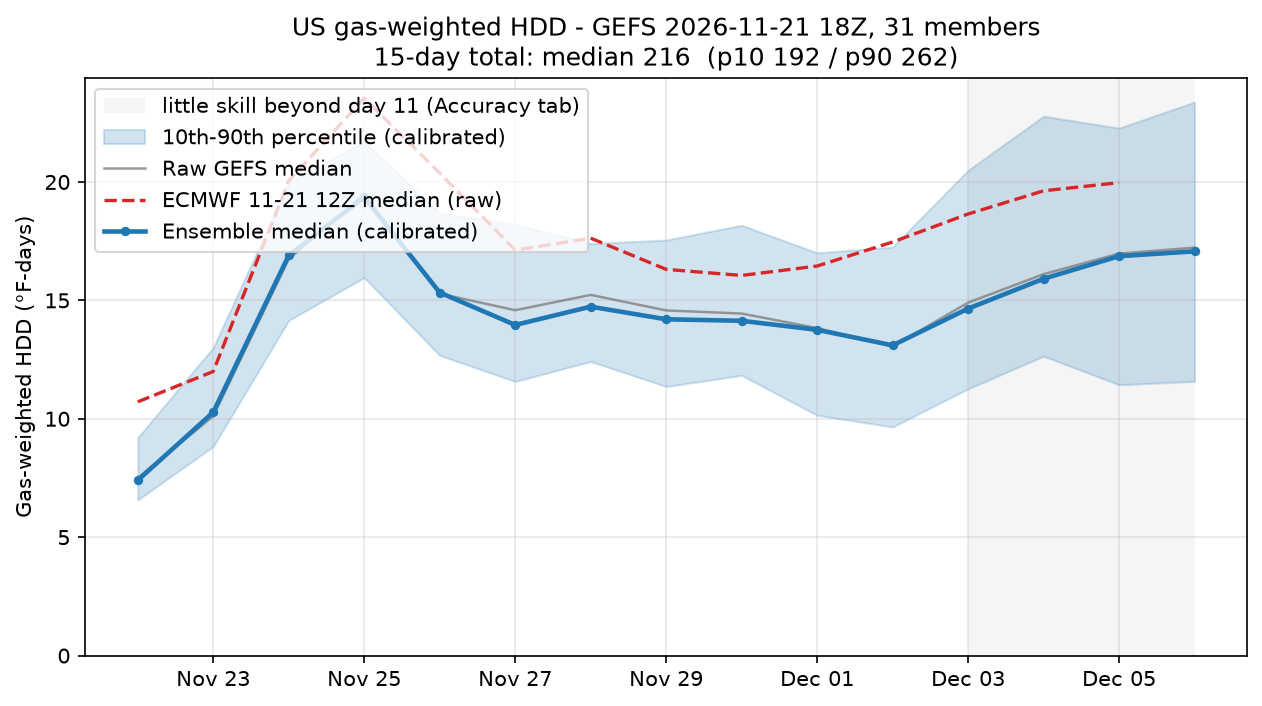 US gas-weighted HDD - GEFS 2026-11-21 18Z, 31 members
15-day total: median 216  (p10 192 / p90 262)
little skill beyond day 11 (Accuracy tab)
10th-90th percentile (calibrated)
Raw GEFS median
ECMWF 11-21 12Z median (raw)
Ensemble median (calibrated)
Gas-weighted HDD (°F-days)
20
15
10
5
0
Nov 23
Nov 25
Nov 27
Nov 29
Dec 01
Dec 03
Dec 05